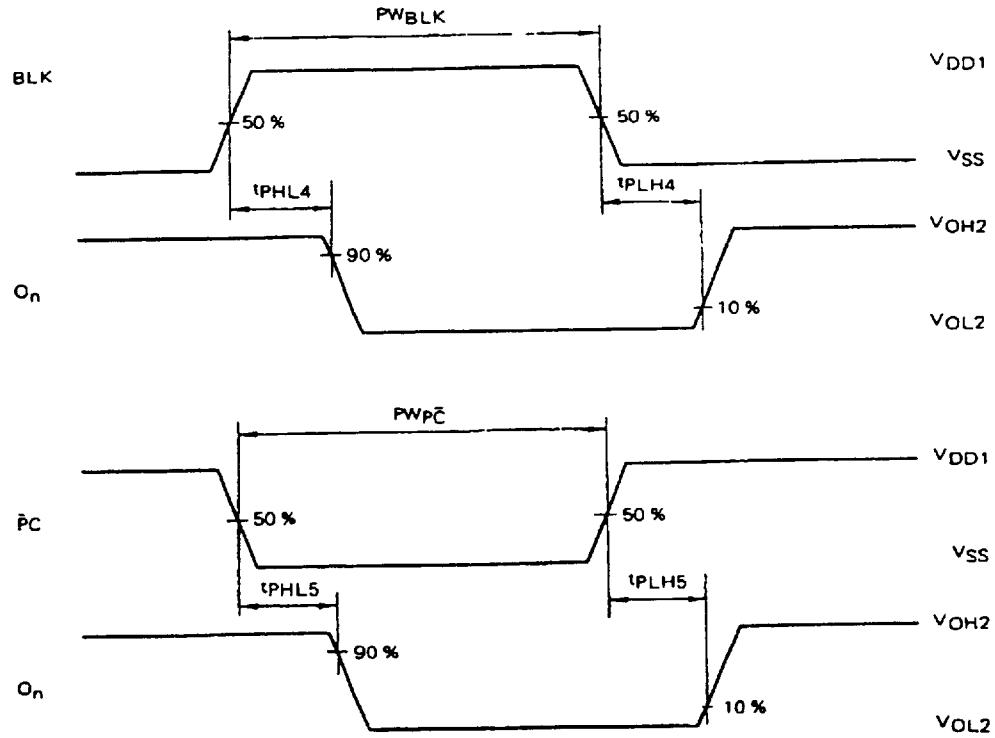 PWBLK
BLK
VDD1
50 %
50 %
VSS
tPHL4
tPLH4
VOH2
90 %
On
10 %
VOL2
PWPC̄
VDD1
P̄C
50 %
50 %
VSS
tPHL5
tPLH5
VOH2
90 %
On
10 %
VOL2